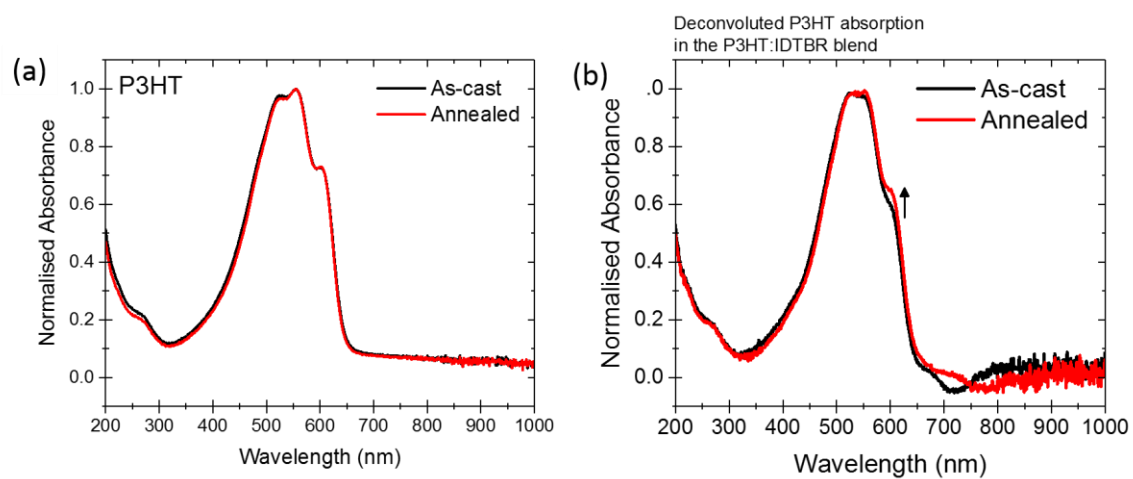 Deconvoluted P3HT absorption
in the P3HT:IDTBR blend
(a)
P3HT
As-cast
Annealed
1.0
0.8
0.6
0.4
0.2
0.0
Normalised Absorbance
200 300 400 500 600 700 800 900 1000
Wavelength (nm)
(b)
As-cast
Annealed
.0
0.8
0.6
0.4
0.2
0.0
Normalised Absorbance
200 300 400 500 600 700 800 900 1000
Wavelength (nm)